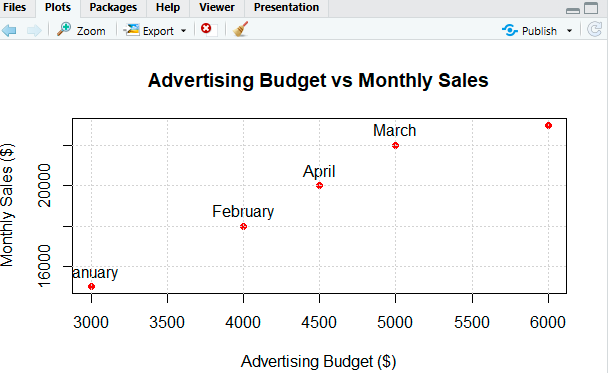 Files Plots Packages Help Viewer Presentation
Zoom Export Publish
Advertising Budget vs Monthly Sales
March
April
February
anuary
Monthly Sales ($)
20000
16000
3000 3500 4000 4500 5000 5500 6000
Advertising Budget ($)